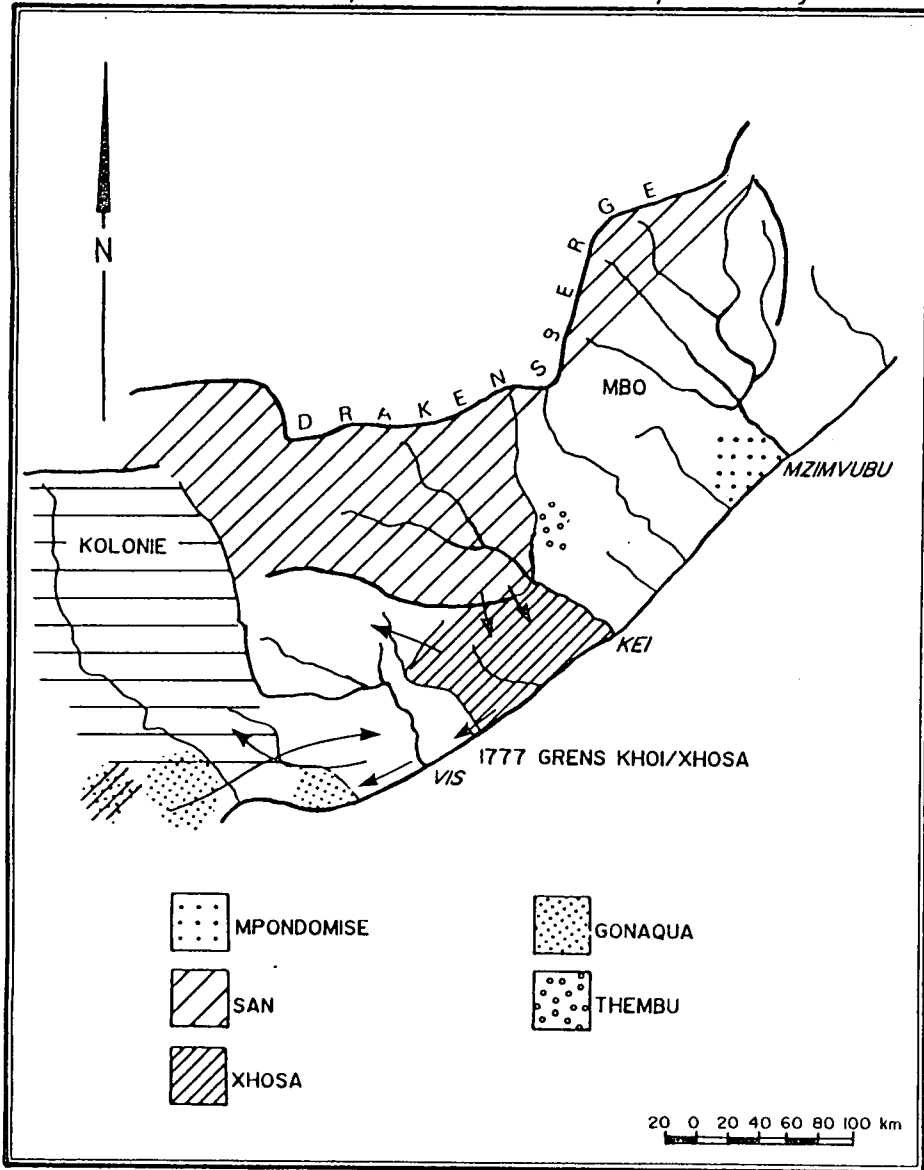 N
DRAKENSBERGE
MBO
MZIMVUBU
KOLONIE
KEI
1777 GRENS KHOI/XHOSA
VIS
MPONDOMISE
GONAQUA
SAN
THEMBU
XHOSA
20 0 20 40 60 80 100 km